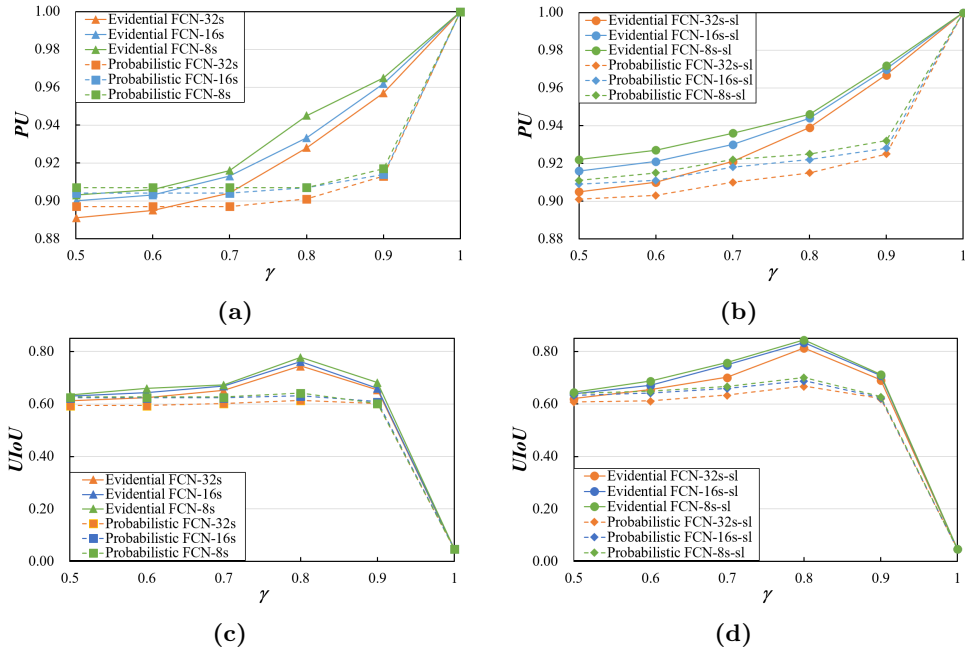 Evidential FCN-32s
Evidential FCN-16s
Evidential FCN-8s
Probabilistic FCN-32s
Probabilistic FCN-16s
Probabilistic FCN-8s
1.00
0.98
0.96
0.94
0.92
0.90
0.88
PU
0.5 0.6 0.7 0.8 0.9 1
γ
(a)
Evidential FCN-32s-sl
Evidential FCN-16s-sl
Evidential FCN-8s-sl
Probabilistic FCN-32s-sl
Probabilistic FCN-16s-sl
Probabilistic FCN-8s-sl
1.00
0.98
0.96
0.94
0.92
0.90
0.88
PU
0.5 0.6 0.7 0.8 0.9 1
γ
(b)
0.80
0.60
0.40
0.20
0.00
UIoU
Evidential FCN-32s
Evidential FCN-16s
Evidential FCN-8s
Probabilistic FCN-32s
Probabilistic FCN-16s
Probabilistic FCN-8s
0.5 0.6 0.7 0.8 0.9 1
γ
(c)
0.80
0.60
0.40
0.20
0.00
UIoU
Evidential FCN-32s-sl
Evidential FCN-16s-sl
Evidential FCN-8s-sl
Probabilistic FCN-32s-sl
Probabilistic FCN-16s-sl
Probabilistic FCN-8s-sl
0.5 0.6 0.7 0.8 0.9 1
γ
(d)